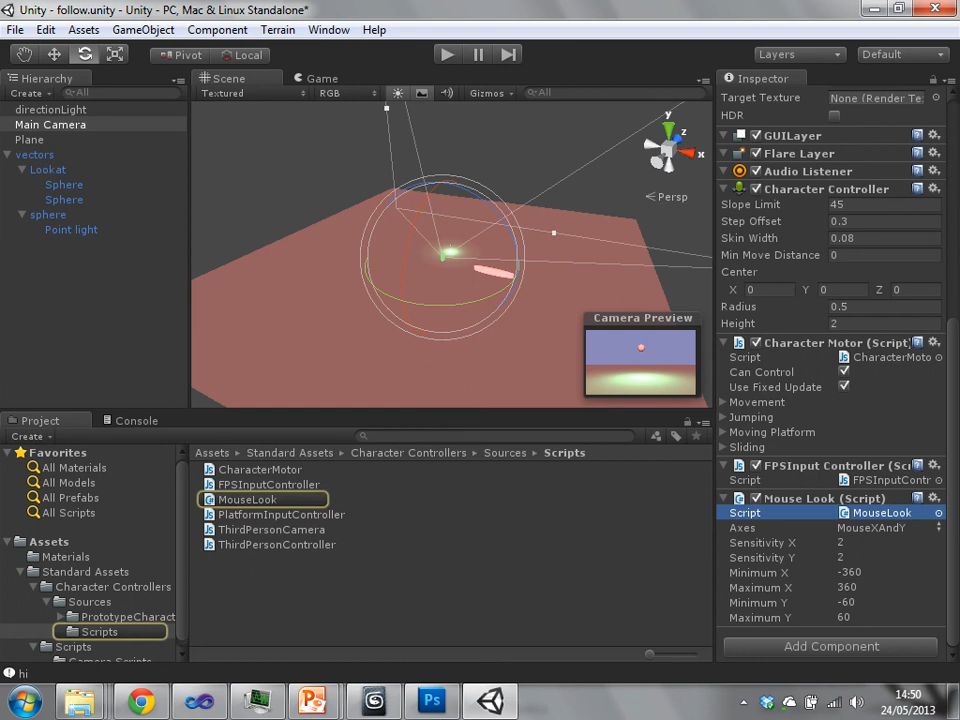 Unity - follow.unity - Unity - PC, Mac & Linux Standalone*
File Edit Assets GameObject Component Terrain Window Help
Pivot Local Layers Default
Hierarchy
Create All
directionLight
Main Camera
Plane
vectors
Lookat
Sphere
Sphere
sphere
Point light
Scene Game
Textured RGB Gizmos All
y
z
x
Persp
Camera Preview
Inspector
Target Texture None (Render Te:
HDR
GUILayer
Flare Layer
Audio Listener
Character Controller
Slope Limit 45
Step Offset 0.3
Skin Width 0.08
Min Move Distance 0
Center
X 0 Y 0 Z 0
Radius 0.5
Height 2
Character Motor (Script)
Script CharacterMoto
Can Control
Use Fixed Update
Movement
Jumping
Moving Platform
Sliding
FPSInput Controller (Scr
Script FPSInputContr
Mouse Look (Script)
Script MouseLook
Axes MouseXAndY
Sensitivity X 2
Sensitivity Y 2
Minimum X -360
Maximum X 360
Minimum Y -60
Maximum Y 60
Add Component
Project Console
Create
Favorites
All Materials
All Models
All Prefabs
All Scripts
Assets
Materials
Standard Assets
Character Controllers
Sources
PrototypeCharact
Scripts
Scripts
Camera Scripts
Assets Standard Assets Character Controllers Sources Scripts
CharacterMotor
FPSInputController
MouseLook
PlatformInputController
ThirdPersonCamera
ThirdPersonController
hi
14:50
24/05/2013